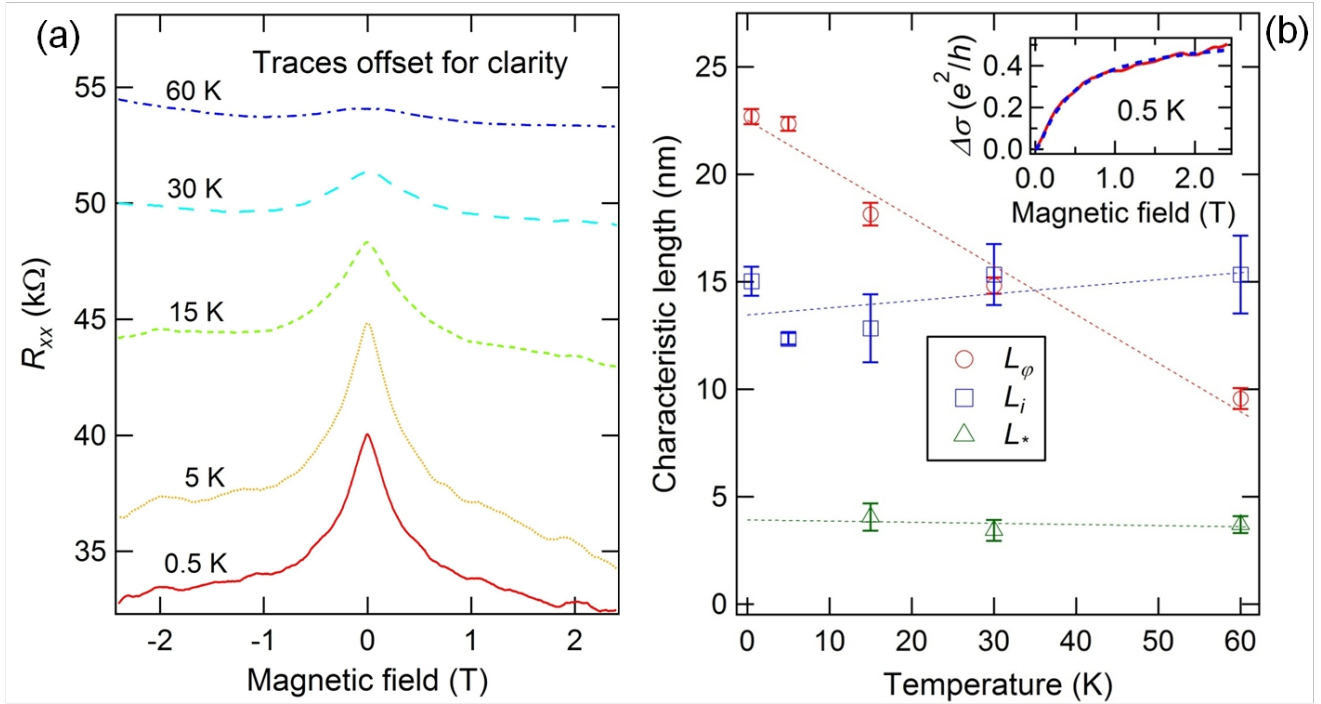 (a)
Traces offset for clarity
60 K
30 K
15 K
5 K
0.5 K
55
50
45
40
35
Rxx (kΩ)
-2 -1 0 1 2
Magnetic field (T)
(b)
25
20
15
10
5
0
Characteristic length (nm)
0 10 20 30 40 50 60
Temperature (K)
Lφ
Li
L*
0.4
0.2
0.0
Δσ (e²/h)
0.5 K
0.0 1.0 2.0
Magnetic field (T)